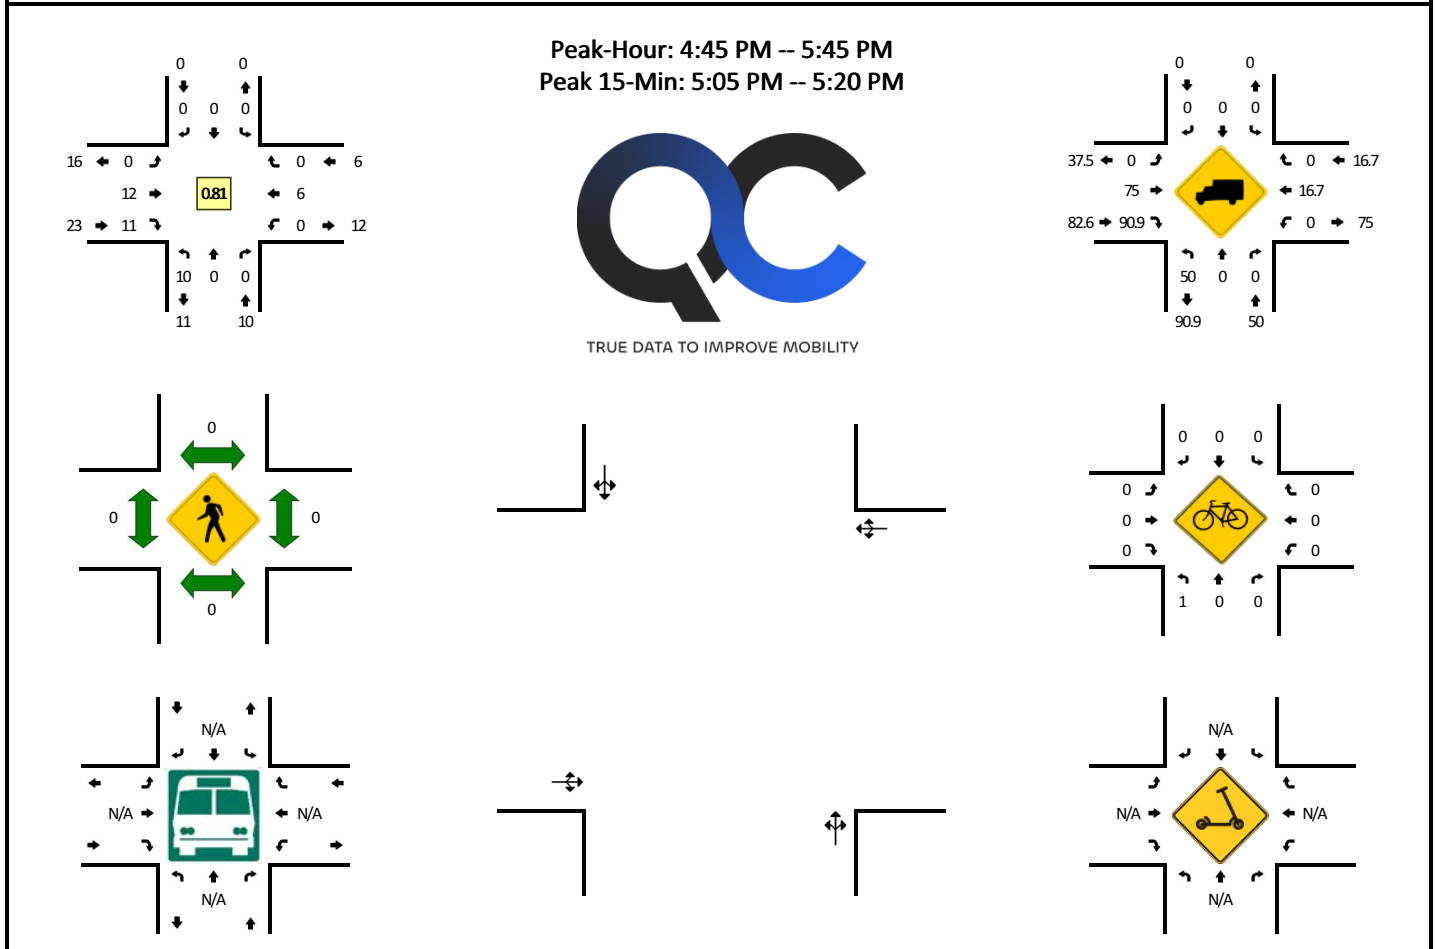 Peak-Hour: 4:45 PM -- 5:45 PM
Peak 15-Min: 5:05 PM -- 5:20 PM
0 0
0 0 0
16 0 0 6
12 0.81 6
23 11 0 12
10 0 0
11 10
QC
TRUE DATA TO IMPROVE MOBILITY
0 0
0 0 0
37.5 0 0 16.7
75 16.7
82.6 90.9 0 75
50 0 0
90.9 50
0
0 0
0
0 0 0
0 0
0 0
0 0
1 0 0
N/A
N/A N/A
N/A
N/A
N/A N/A
N/A